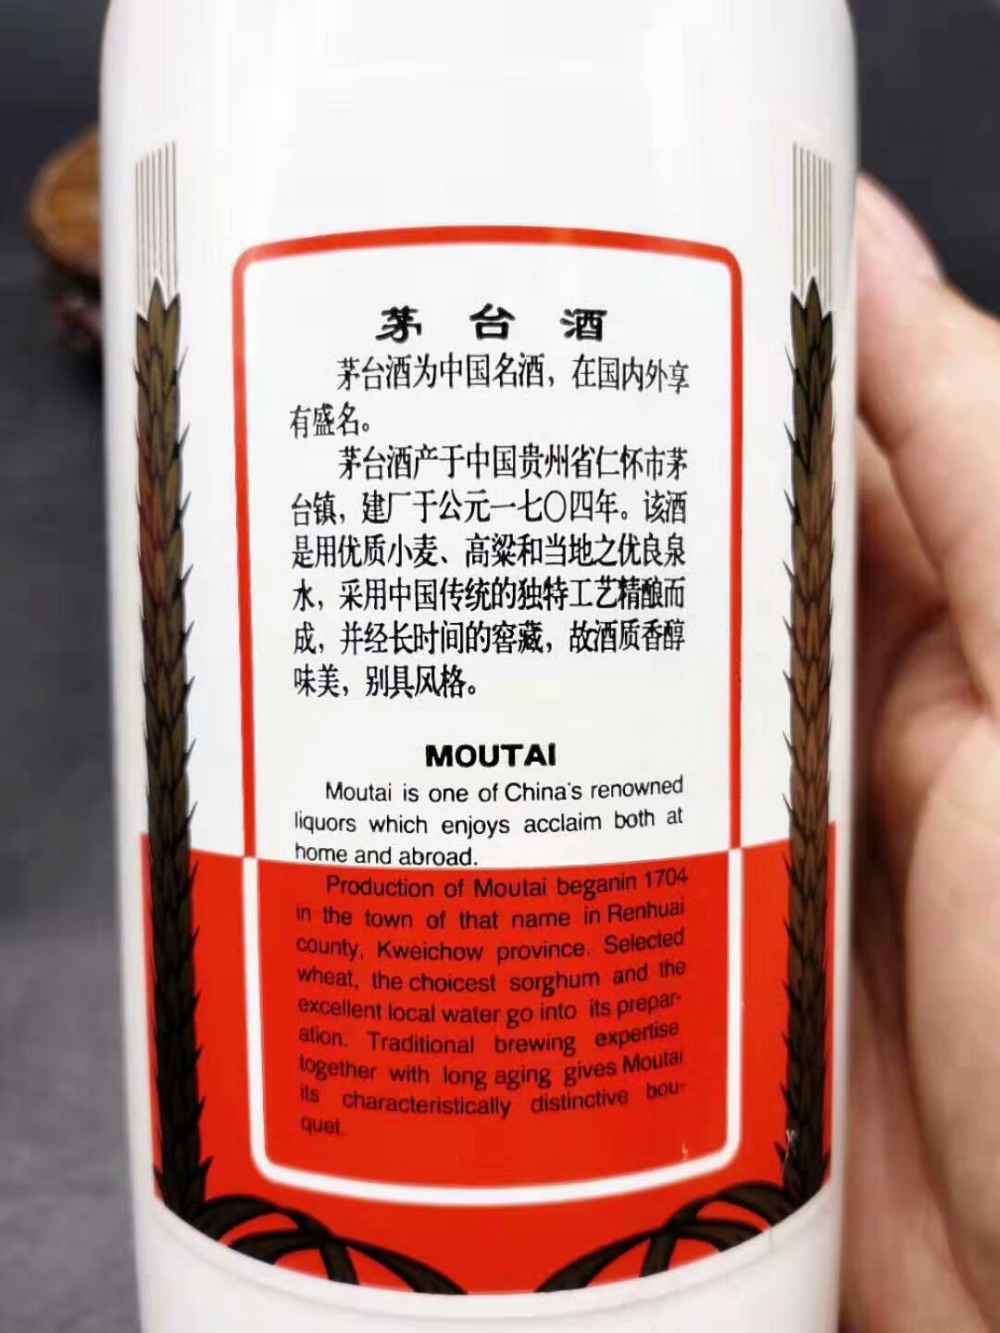 茅台酒
茅台酒为中国名酒，在国内外享
有盛名。
茅台酒产于中国贵州省仁怀市茅
台镇，建厂于公元一七〇四年。该酒
是用优质小麦、高粱和当地之优良泉
水，采用中国传统的独特工艺精酿而
成，并经长时间的窖藏，故酒质香醇
味美，别具风格。
MOUTAI
Moutai is one of China's renowned
liquors which enjoys acclaim both at
home and abroad.
Production of Moutai beganin 1704
in the town of that name in Renhuai
county, Kweichow province. Selected
wheat, the choicest sorghum and the
excellent local water go into its prepar-
ation. Traditional brewing expertise
together with long aging gives Moutai
its characteristically distinctive bou-
quet.